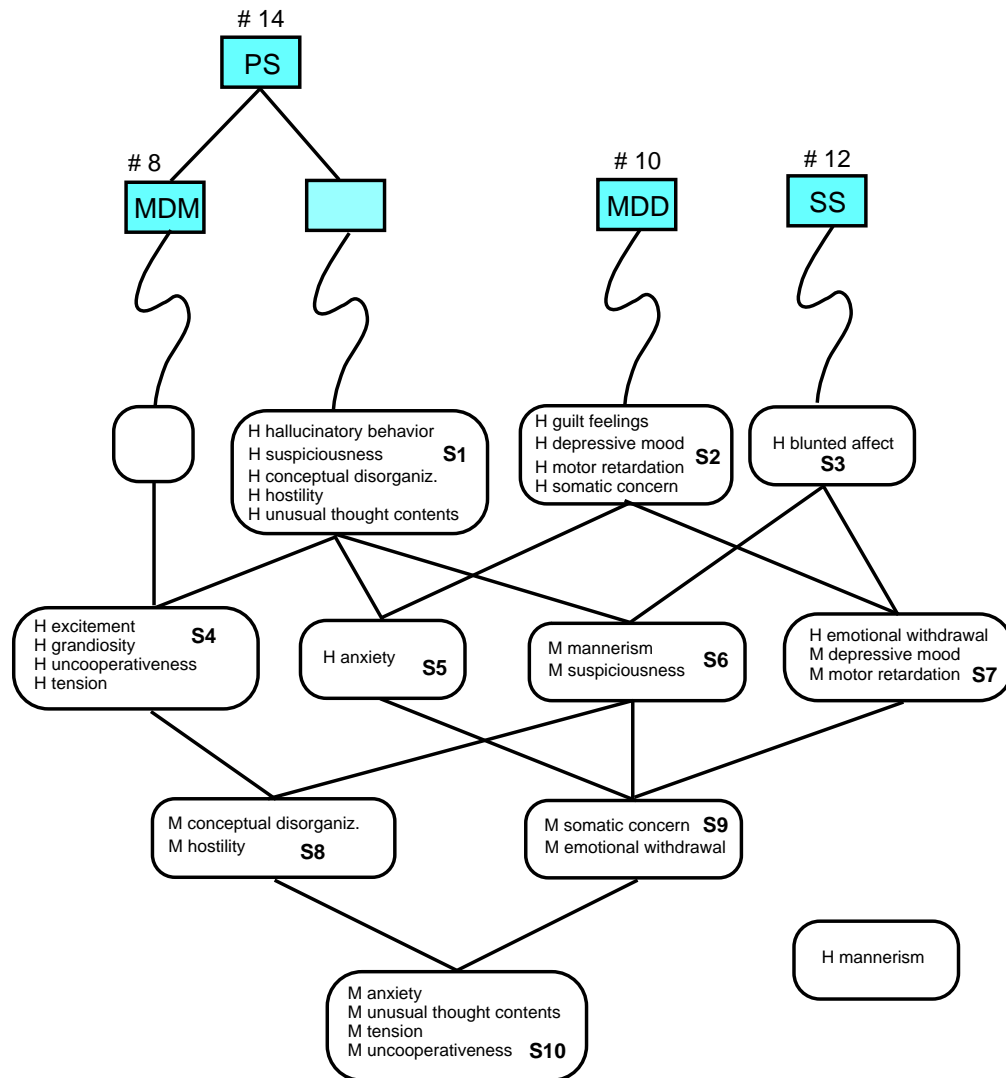 # 14
PS
# 8
MDM
# 10
MDD
# 12
SS
H hallucinatory behavior
H suspiciousness S1
H conceptual disorganiz.
H hostility
H unusual thought contents
H guilt feelings
H depressive mood
H motor retardation S2
H somatic concern
H blunted affect
S3
H excitement S4
H grandiosity
H uncooperativeness
H tension
H anxiety S5
M mannerism
M suspiciousness S6
H emotional withdrawal
M depressive mood
M motor retardation S7
M conceptual disorganiz.
M hostility S8
M somatic concern S9
M emotional withdrawal
H mannerism
M anxiety
M unusual thought contents
M tension
M uncooperativeness S10